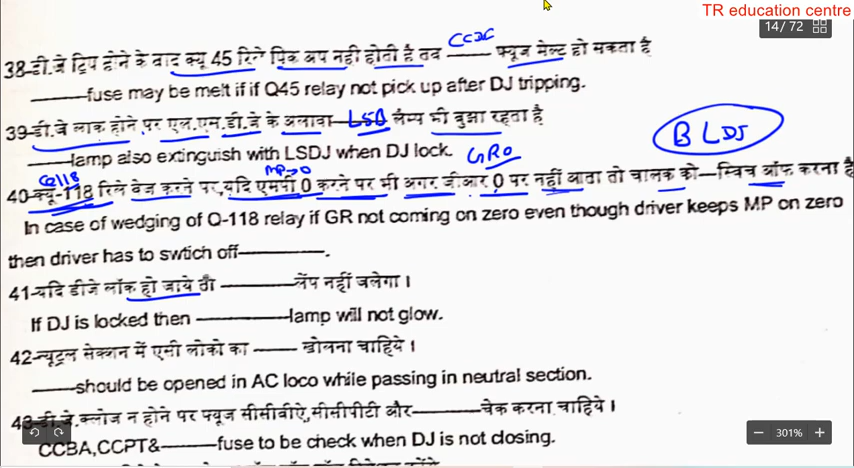 TR education centre
14 / 72
CCDJ
38-डी.जे ट्रिप होने के बाद क्यू 45 रिले पिक अप नही होती है तब ——— फ्यूज मेल्ट हो सकता है
———fuse may be melt if if Q45 relay not pick up after DJ tripping.
39-डी.जे लाक होने पर एल.एस.डी.जे के अलावा—LSB लैम्प भी बुझा रहता है
B LDJ
———lamp also extinguish with LSDJ when DJ lock. GR0
Q118 MP→0
40-क्यू-118 रिले वेज करने पर,यदि एमपी 0 करने पर भी अगर जीआर 0 पर नहीं आता तो चालक को—स्विच ऑफ करना है
In case of wedging of Q-118 relay if GR not coming on zero even though driver keeps MP on zero
then driver has to swtich off————.
41-यदि डीजे लॉक हो जाये तो ————लेंप नहीं जलेगा।
If DJ is locked then ————lamp will not glow.
42-न्यूट्रल सेक्शन में एसी लोको का —— खोलना चाहिये।
——should be opened in AC loco while passing in neutral section.
43-डी.जे.क्लोज न होने पर फ्यूज सीसीबीऐ,सीसीपीटी और————चेक करना चाहिये।
CCBA,CCPT&————fuse to be check when DJ is not closing.
301%